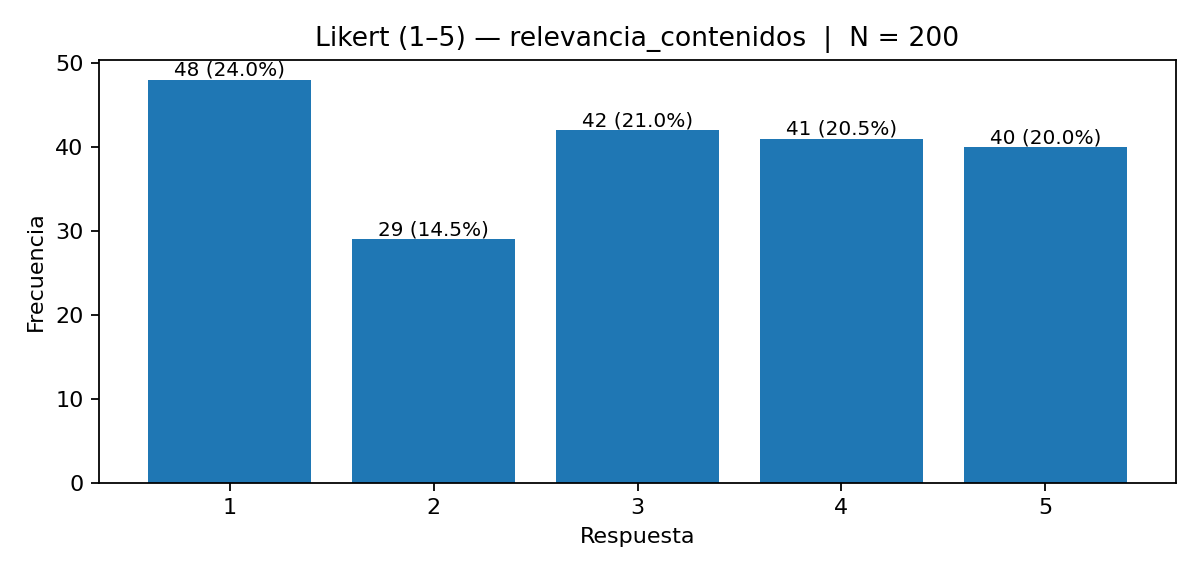 Likert (1–5) — relevancia_contenidos | N = 200
Frecuencia
50
40
30
20
10
0
48 (24.0%)
29 (14.5%)
42 (21.0%)
41 (20.5%)
40 (20.0%)
1 2 3 4 5
Respuesta